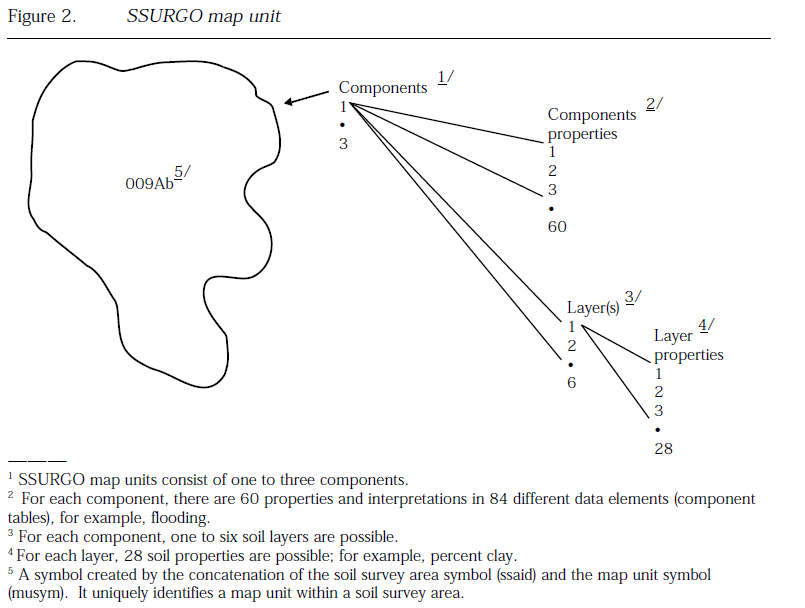 Figure 2. SSURGO map unit
Components 1/
1
•
3
Components 2/
properties
1
2
3
•
60
009Ab5/
Layer(s) 3/
1
2
•
6
Layer 4/
properties
1
2
3
•
28
1 SSURGO map units consist of one to three components.
2 For each component, there are 60 properties and interpretations in 84 different data elements (component
tables), for example, flooding.
3 For each component, one to six soil layers are possible.
4 For each layer, 28 soil properties are possible; for example, percent clay.
5 A symbol created by the concatenation of the soil survey area symbol (ssaid) and the map unit symbol
(musym). It uniquely identifies a map unit within a soil survey area.